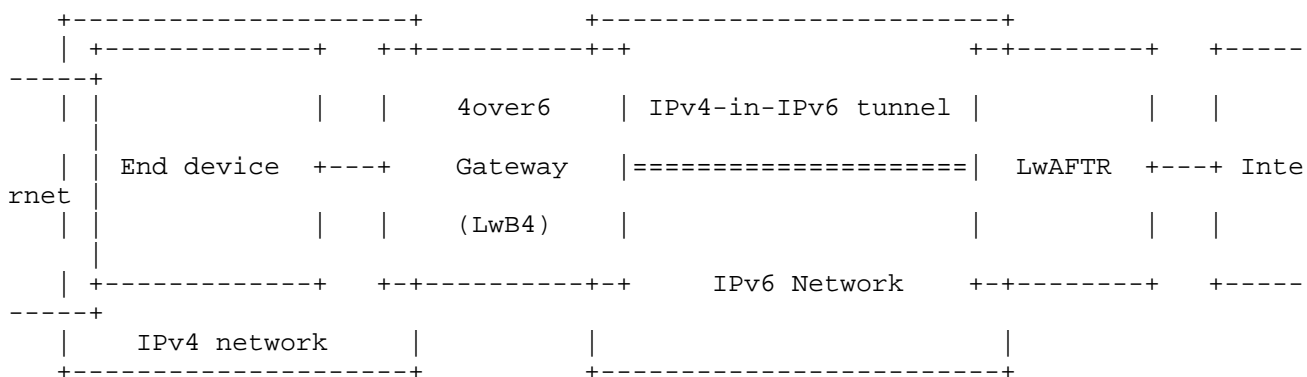 4over6 IPv4-in-IPv6 tunnel
End device Gateway LwAFTR Inte
rnet
(LwB4)
IPv6 Network
IPv4 network